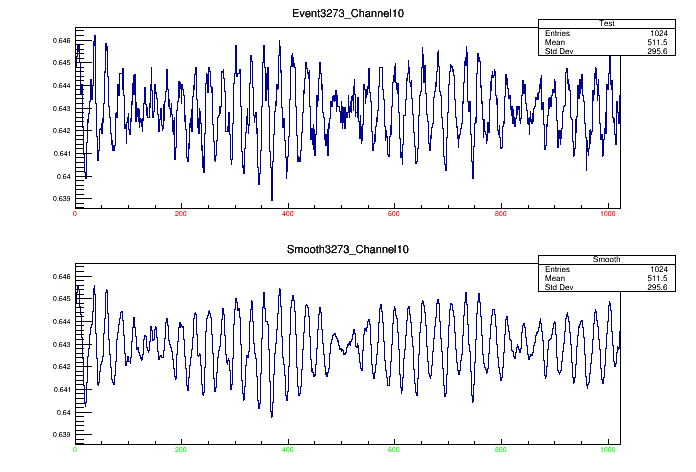 Event3273_Channel10
Test
Entries 1024
Mean 511.5
Std Dev 295.6
0.646
0.645
0.644
0.643
0.642
0.641
0.64
0.639
0 200 400 600 800 1000
Smooth3273_Channel10
Smooth
Entries 1024
Mean 511.5
Std Dev 295.6
0.646
0.645
0.644
0.643
0.642
0.641
0.64
0.639
0 200 400 600 800 1000